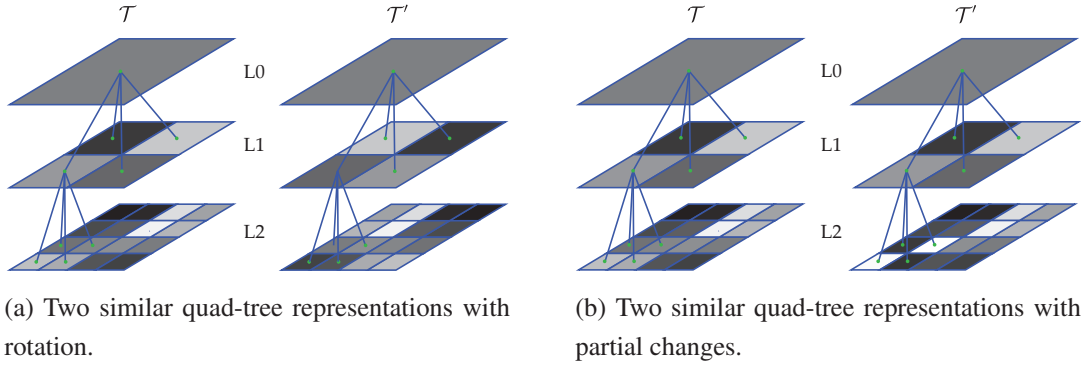 𝒯 𝒯′ 𝒯 𝒯′
L0 L0
L1 L1
L2 L2
(a) Two similar quad-tree representations with
rotation.
(b) Two similar quad-tree representations with
partial changes.